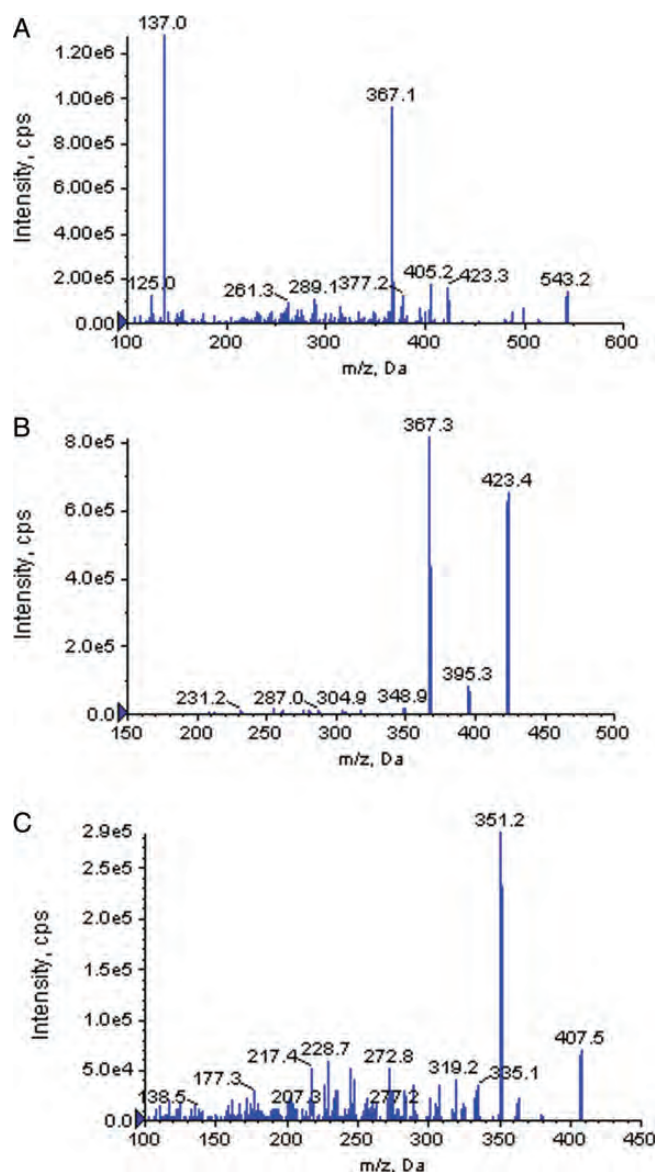 A
137.0
1.20e6
1.00e6
367.1
8.00e5
6.00e5
4.00e5
2.00e5
125.0
261.3
289.1
377.2
405.2
423.3
543.2
0.00
100 200 300 400 500 600
Intensity, cps
m/z, Da
B
367.3
8.0e5
423.4
6.0e5
4.0e5
2.0e5
395.3
231.2
287.0
304.9
348.9
0.0
150 200 250 300 350 400 450 500
Intensity, cps
m/z, Da
C
351.2
2.9e5
2.5e5
2.0e5
1.5e5
1.0e5
407.5
5.0e4
217.4
228.7
272.8
319.2
335.1
177.3
138.5
207.3
277.2
0.0
100 150 200 250 300 350 400 450
Intensity, cps
m/z, Da